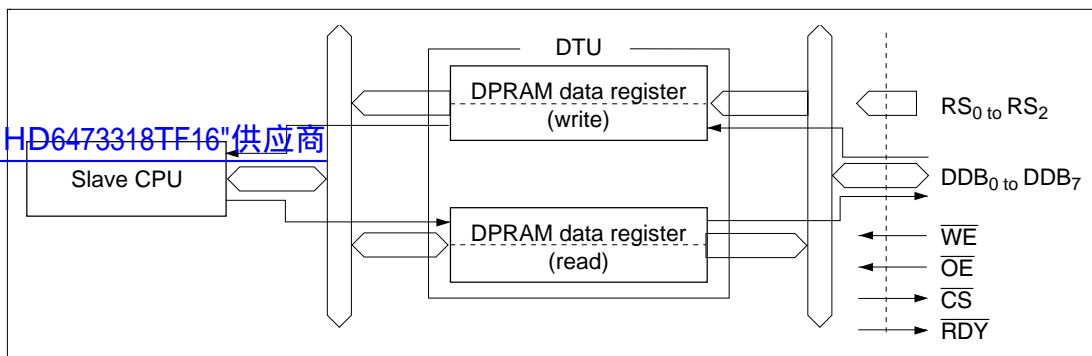 DTU
DPRAM data register
(write)
RS0 to RS2
HD6473318TF16"供应商
Slave CPU
DDB0 to DDB7
DPRAM data register
(read)
WE
OE
CS
RDY